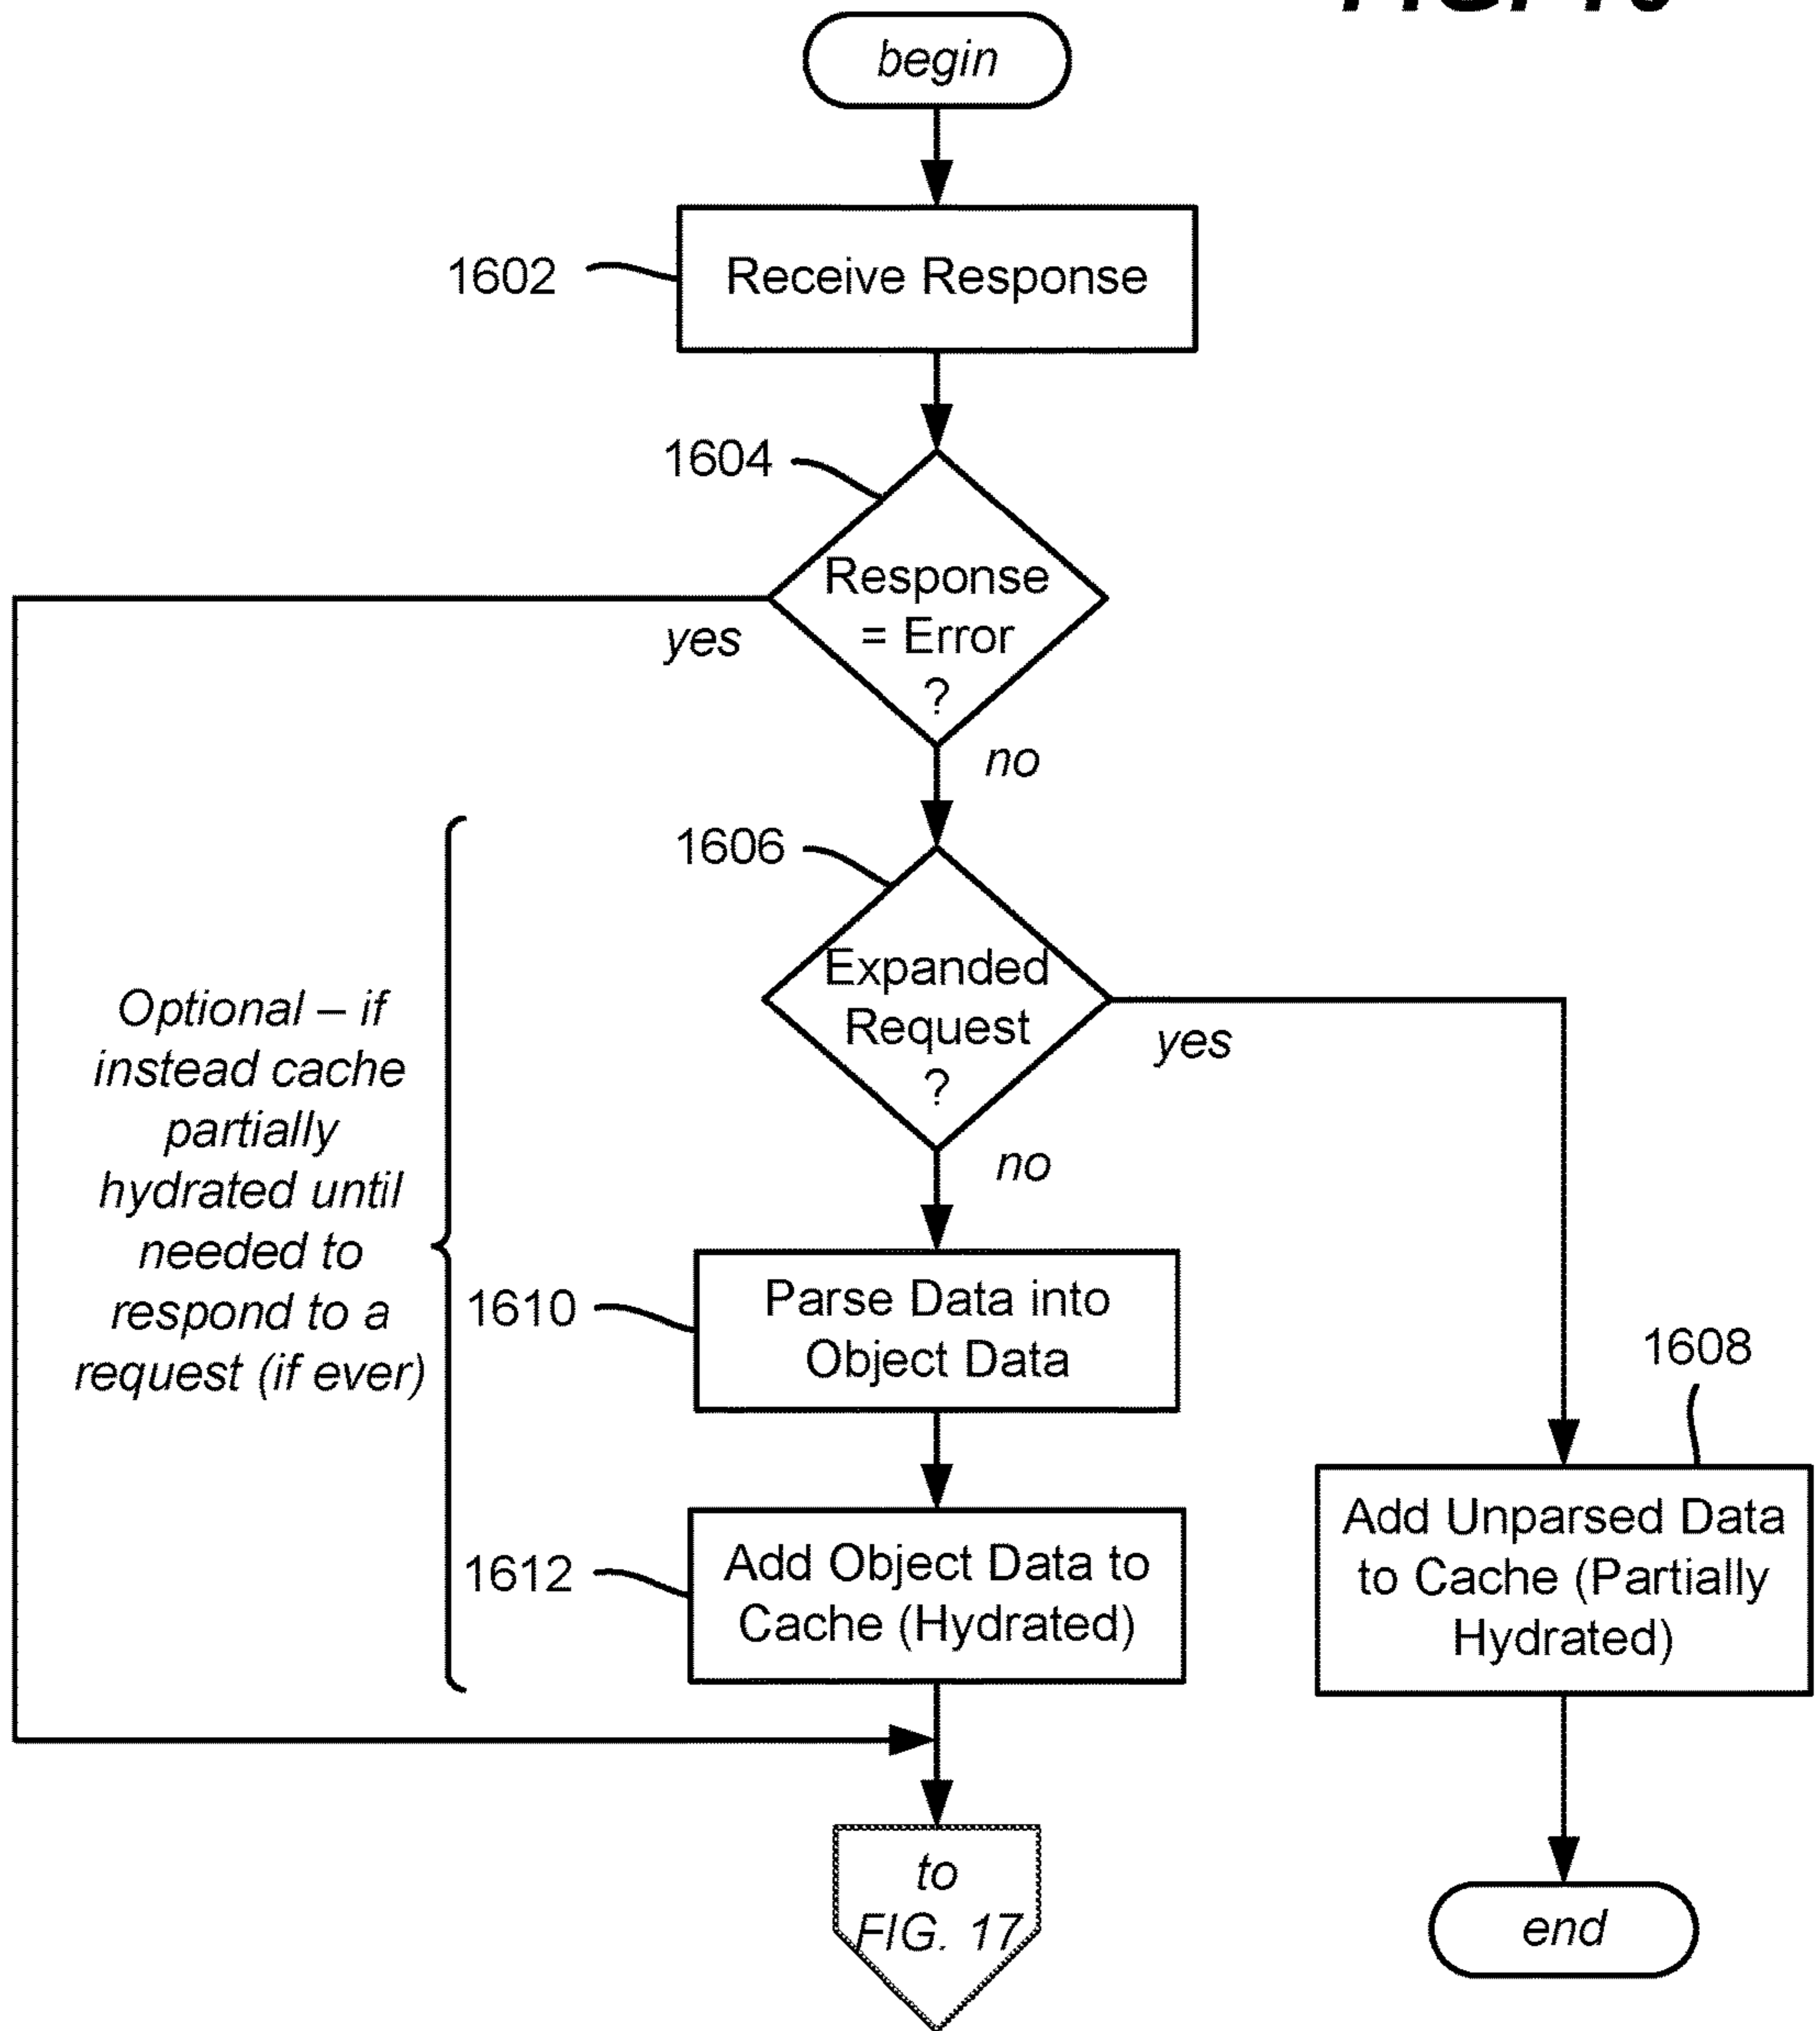 begin
1602
Receive Response
1604
Response
= Error
?
yes
no
1606
Expanded
Request
?
yes
no
Optional – if
instead cache
partially
hydrated until
needed to
respond to a
request (if ever)
1610
Parse Data into
Object Data
1608
1612
Add Object Data to
Cache (Hydrated)
Add Unparsed Data
to Cache (Partially
Hydrated)
to
FIG. 17
end